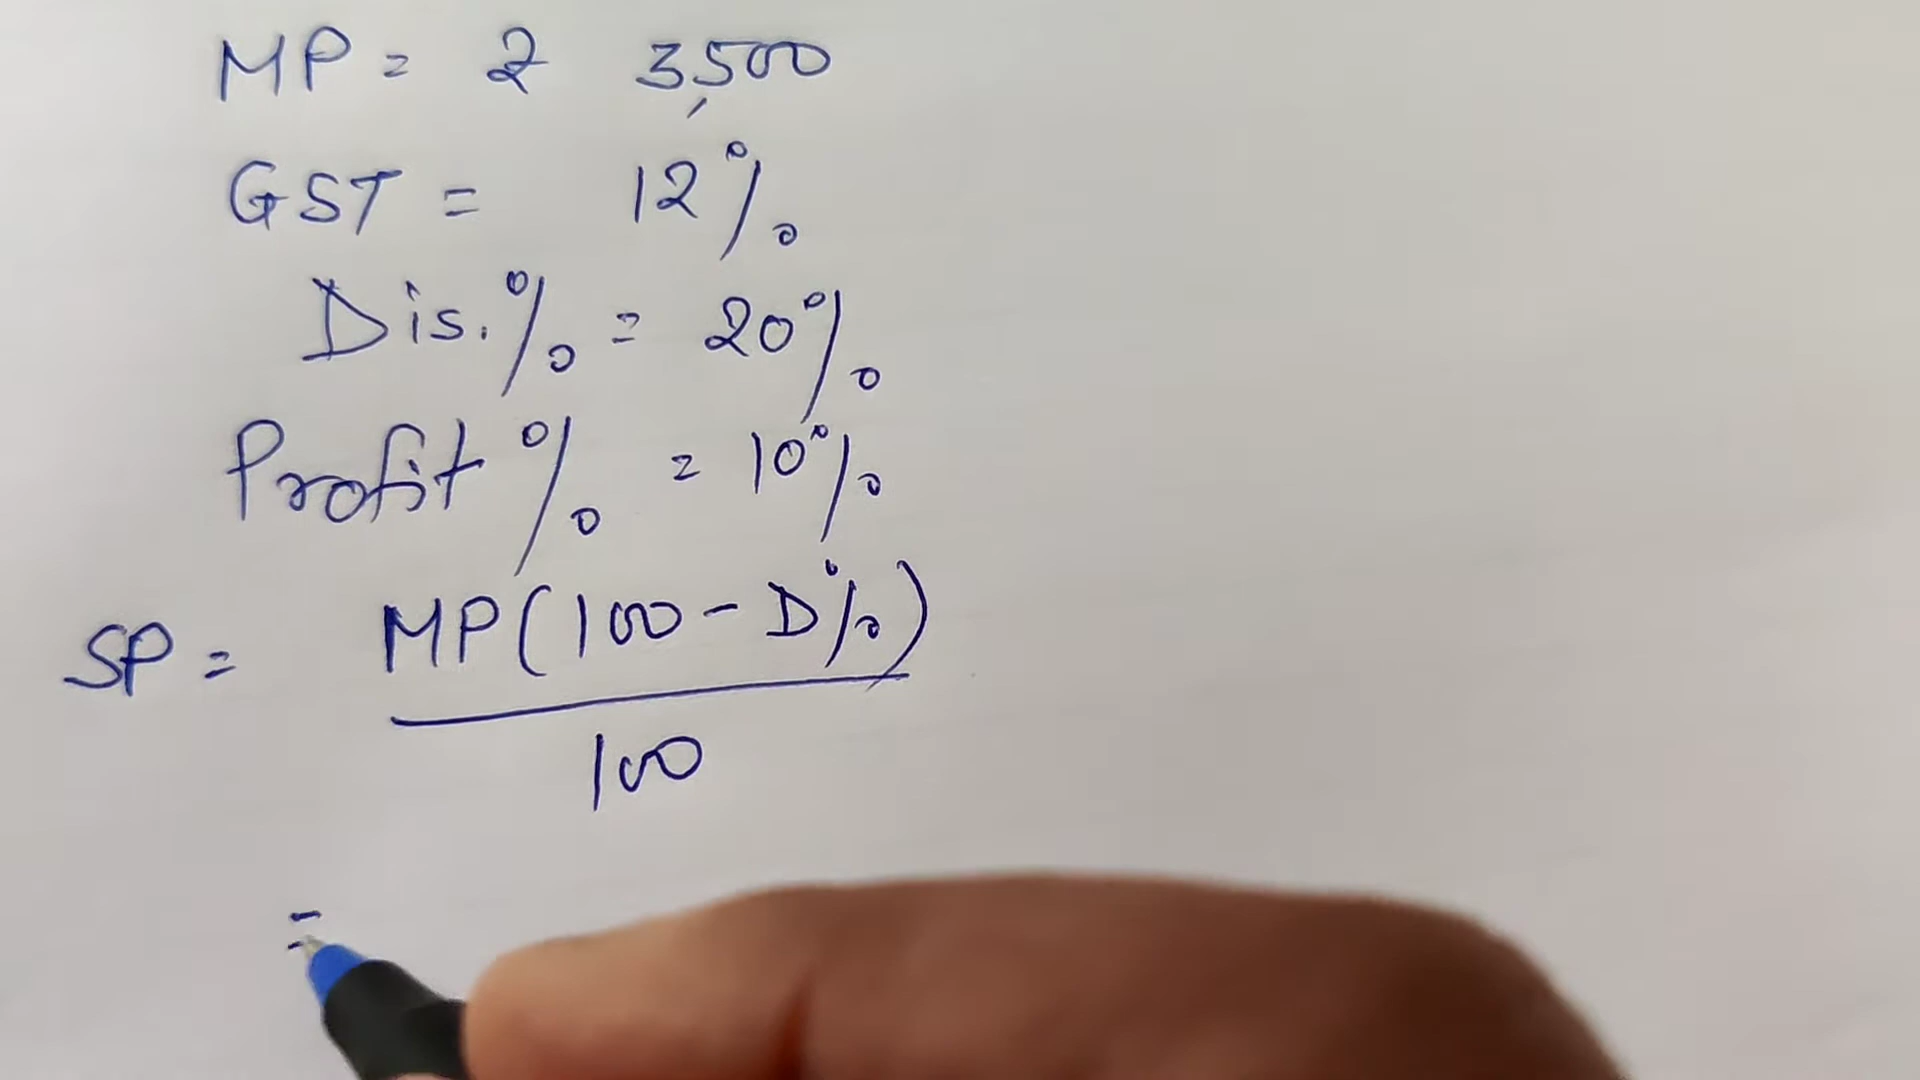 MP = ₹ 3,500
GST = 12%
Dis.% = 20%
Profit% = 10%
SP = MP(100 - D%)
100
=